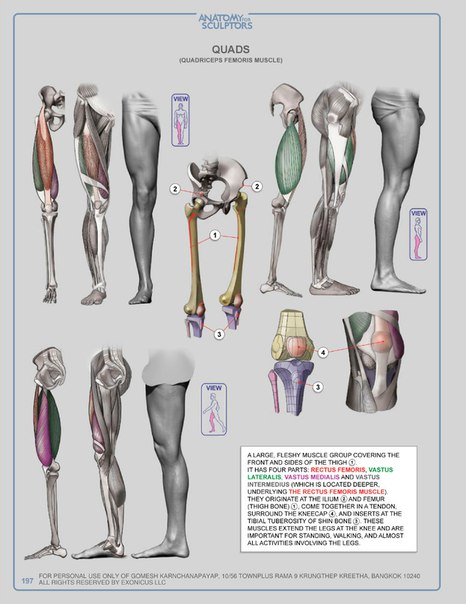 ANATOMY FOR
SCULPTORS
QUADS
(QUADRICEPS FEMORIS MUSCLE)
VIEW
2
2
1
VIEW
3
4
3
VIEW
A LARGE, FLESHY MUSCLE GROUP COVERING THE
FRONT AND SIDES OF THE THIGH ①.
IT HAS FOUR PARTS: RECTUS FEMORIS, VASTUS
LATERALIS, VASTUS MEDIALIS AND VASTUS
INTERMEDIUS (WHICH IS LOCATED DEEPER,
UNDERLYING THE RECTUS FEMORIS MUSCLE).
THEY ORIGINATE AT THE ILIUM ② AND FEMUR
(THIGH BONE) ①, COME TOGETHER IN A TENDON,
SURROUND THE KNEECAP ④, AND INSERTS AT THE
TIBIAL TUBEROSITY OF SHIN BONE ③. THESE
MUSCLES EXTEND THE LEGS AT THE KNEE AND ARE
IMPORTANT FOR STANDING, WALKING, AND ALMOST
ALL ACTIVITIES INVOLVING THE LEGS.
197 FOR PERSONAL USE ONLY OF GOMESH KARNCHANAPAYAP, 10/56 TOWNPLUS RAMA 9 KRUNGTHEP KREETHA, BANGKOK 10240
ALL RIGHTS RESERVED BY EXONICUS LLC